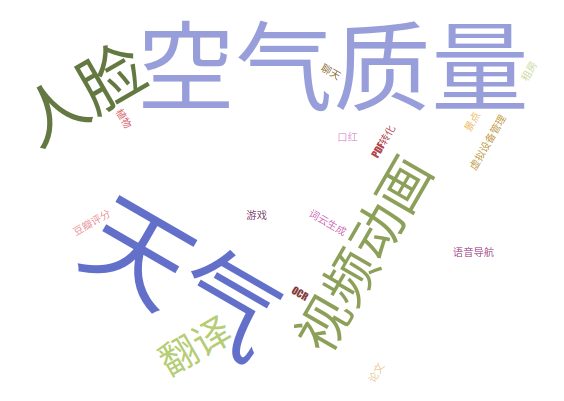 空气质量
人脸
聊天
租房
植物
景点
口红
PDF转化
虚拟设备管理
视频动画
豆瓣评分
游戏
词云生成
天气
语音导航
OCR
翻译
论文